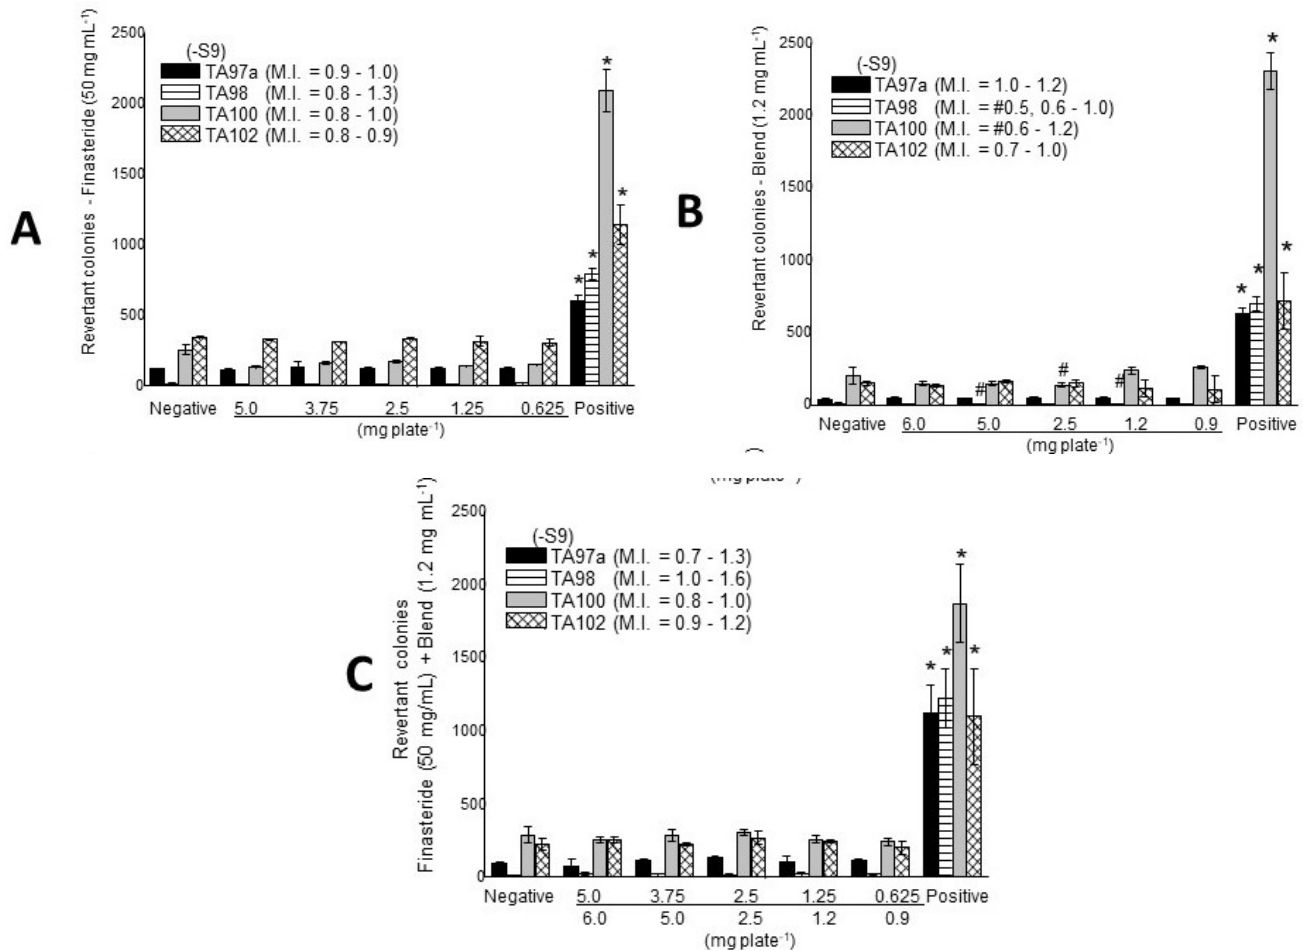 A
Revertant colonies - Finasteride (50 mg mL-1)
2500
2000
1500
1000
500
0
(-S9)
TA97a (M.I. = 0.9 - 1.0)
TA98 (M.I. = 0.8 - 1.3)
TA100 (M.I. = 0.8 - 1.0)
TA102 (M.I. = 0.8 - 0.9)
* * * *
Negative 5.0 3.75 2.5 1.25 0.625 Positive
(mg plate-1)
B
Revertant colonies - Blend (1.2 mg mL-1)
2500
2000
1500
1000
500
0
(-S9)
TA97a (M.I. = 1.0 - 1.2)
TA98 (M.I. = #0.5, 0.6 - 1.0)
TA100 (M.I. = #0.6 - 1.2)
TA102 (M.I. = 0.7 - 1.0)
# # #
* * * *
Negative 6.0 5.0 2.5 1.2 0.9 Positive
(mg plate-1)
(mg plate-1)
C
Revertant colonies
Finasteride (50 mg/mL) + Blend (1.2 mg mL-1)
2500
2000
1500
1000
500
0
(-S9)
TA97a (M.I. = 0.7 - 1.3)
TA98 (M.I. = 1.0 - 1.6)
TA100 (M.I. = 0.8 - 1.0)
TA102 (M.I. = 0.9 - 1.2)
* * * *
Negative 5.0 3.75 2.5 1.25 0.625 Positive
6.0 5.0 2.5 1.2 0.9
(mg plate-1)